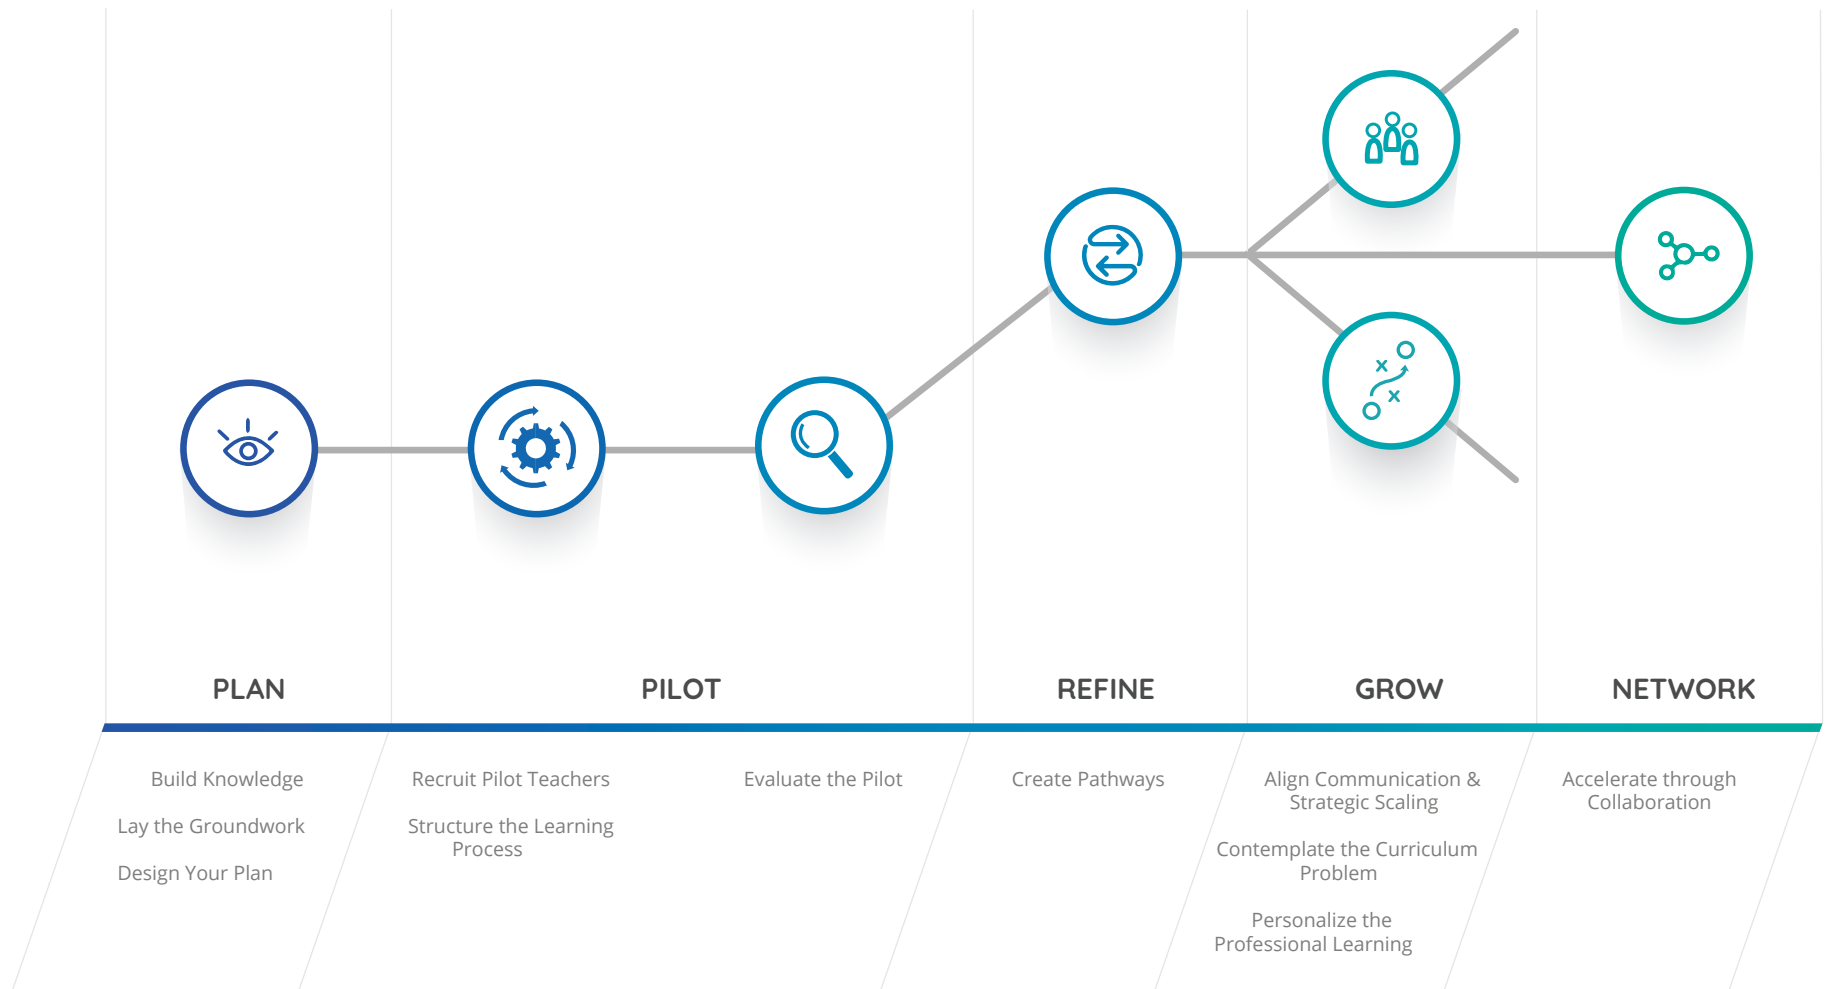 PLAN
PILOT
REFINE
GROW
NETWORK
Build Knowledge
Lay the Groundwork
Design Your Plan
Recruit Pilot Teachers
Structure the Learning
Process
Evaluate the Pilot
Create Pathways
Align Communication &
Strategic Scaling
Contemplate the Curriculum
Problem
Personalize the
Professional Learning
Accelerate through
Collaboration